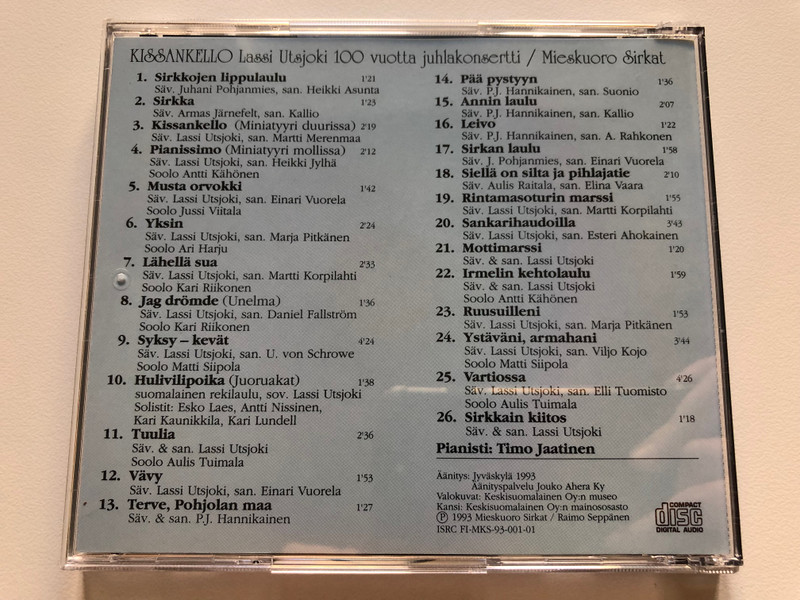 KISSANKELLO Lassi Utsjoki 100 vuotta juhlakonsertti / Mieskuoro Sirkat
1. Sirkkojen lippulaulu 1'21
Säv. Juhani Pohjanmies, san. Heikki Asunta
2. Sirkka 1'23
Säv. Armas Järnefelt, san. Kallio
3. Kissankello (Miniatyyri duurissa) 2'19
Säv. Lassi Utsjoki, san. Martti Merenmaa
4. Pianissimo (Miniatyyri mollissa) 2'12
Säv. Lassi Utsjoki, san. Heikki Jylhä
Soolo Antti Kähönen
5. Musta orvokki 1'42
Säv. Lassi Utsjoki, san. Einari Vuorela
Soolo Jussi Viitala
6. Yksin 2'24
Säv. Lassi Utsjoki, san. Marja Pitkänen
Soolo Ari Harju
7. Lähellä sua 2'33
Säv. Lassi Utsjoki, san. Martti Korpilahti
Soolo Kari Riikonen
8. Jag drömde (Unelma) 1'36
Säv. Lassi Utsjoki, san. Daniel Fallström
Soolo Kari Riikonen
9. Syksy – kevät 4'24
Säv. Lassi Utsjoki, san. U. von Schrowe
Soolo Matti Siipola
10. Hulivilipoika (Juoruakat) 1'38
suomalainen rekilaulu, sov. Lassi Utsjoki
Solistit: Esko Laes, Antti Nissinen,
Kari Kaunikkila, Kari Lundell
11. Tuulia 2'36
Säv. & san. Lassi Utsjoki
Soolo Aulis Tuimala
12. Vävy 1'53
Säv. Lassi Utsjoki, san. Einari Vuorela
13. Terve, Pohjolan maa 1'27
Säv. & san. P.J. Hannikainen
14. Pää pystyyn 1'36
Säv. P.J. Hannikainen, san. Suonio
15. Annin laulu 2'07
Säv. P.J. Hannikainen, san. Kallio
16. Leivo 1'22
Säv. P.J. Hannikainen, san. A. Rahkonen
17. Sirkan laulu 1'58
Säv. J. Pohjanmies, san. Einari Vuorela
18. Siellä on silta ja pihlajatie 2'10
Säv. Aulis Raitala, san. Elina Vaara
19. Rintamasoturin marssi 1'55
Säv. Lassi Utsjoki, san. Martti Korpilahti
20. Sankarihaudoilla 3'43
Säv. Lassi Utsjoki, san. Esteri Ahokainen
21. Mottimarssi 1'20
Säv. & san. Lassi Utsjoki
22. Irmelin kehtolaulu 1'59
Säv. & san. Lassi Utsjoki
Soolo Antti Kähönen
23. Ruusuilleni 1'53
Säv. Lassi Utsjoki, san. Marja Pitkänen
24. Ystäväni, armahani 3'44
Säv. Lassi Utsjoki, san. Viljo Kojo
Soolo Matti Siipola
25. Vartiossa 4'26
Säv. Lassi Utsjoki, san. Elli Tuomisto
Soolo Aulis Tuimala
26. Sirkkain kiitos 1'18
Säv. & san. Lassi Utsjoki
Pianisti: Timo Jaatinen
Äänitys: Jyväskylä 1993
Äänityspalvelu Jouko Ahera Ky
Valokuvat: Keskisuomalainen Oy:n museo
Kansi: Keskisuomalainen Oy:n mainososasto
Ⓟ 1993 Mieskuoro Sirkat / Raimo Seppänen
ISRC FI-MKS-93-001-01
COMPACT
disc
DIGITAL AUDIO